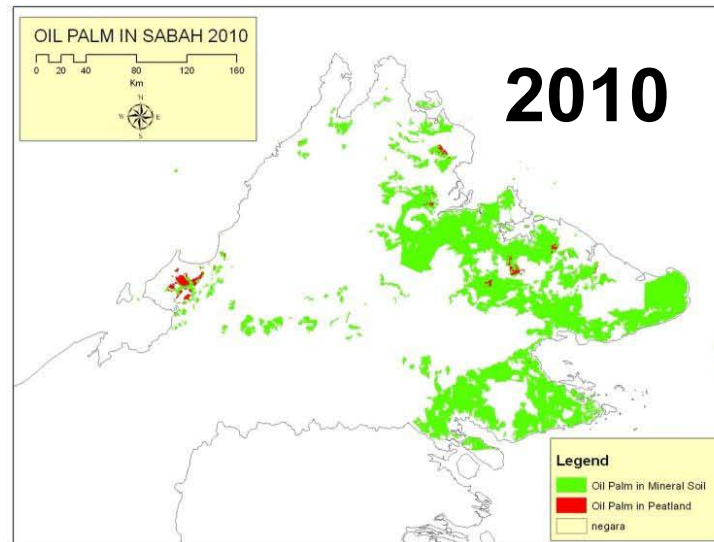 OIL PALM IN SABAH 2010
0 20 40 80 120 160
Km
N
W E
S
2010
Legend
Oil Palm in Mineral Soil
Oil Palm in Peatland
negara